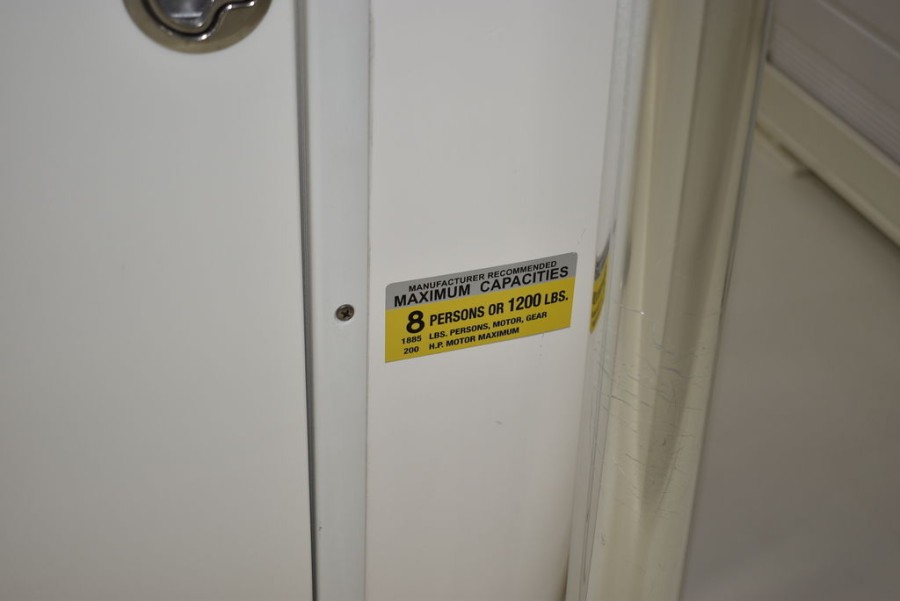 MANUFACTURER RECOMMENDED
MAXIMUM CAPACITIES
8 PERSONS OR 1200 LBS.
1885 LBS. PERSONS, MOTOR, GEAR
200 H.P. MOTOR MAXIMUM